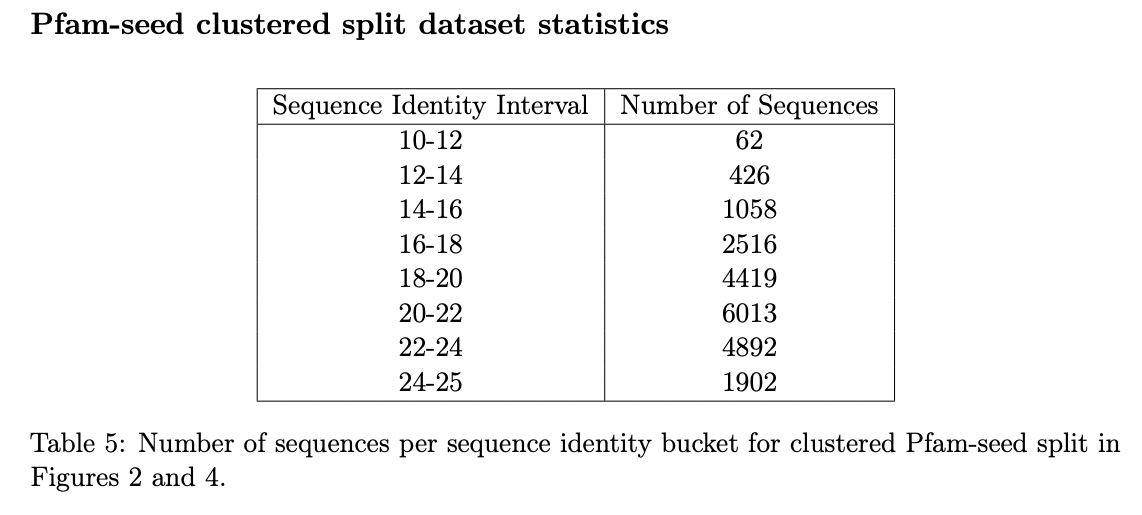 Pfam-seed clustered split dataset statistics
Sequence Identity Interval Number of Sequences
10-12 62
12-14 426
14-16 1058
16-18 2516
18-20 4419
20-22 6013
22-24 4892
24-25 1902
Table 5: Number of sequences per sequence identity bucket for clustered Pfam-seed split in
Figures 2 and 4.